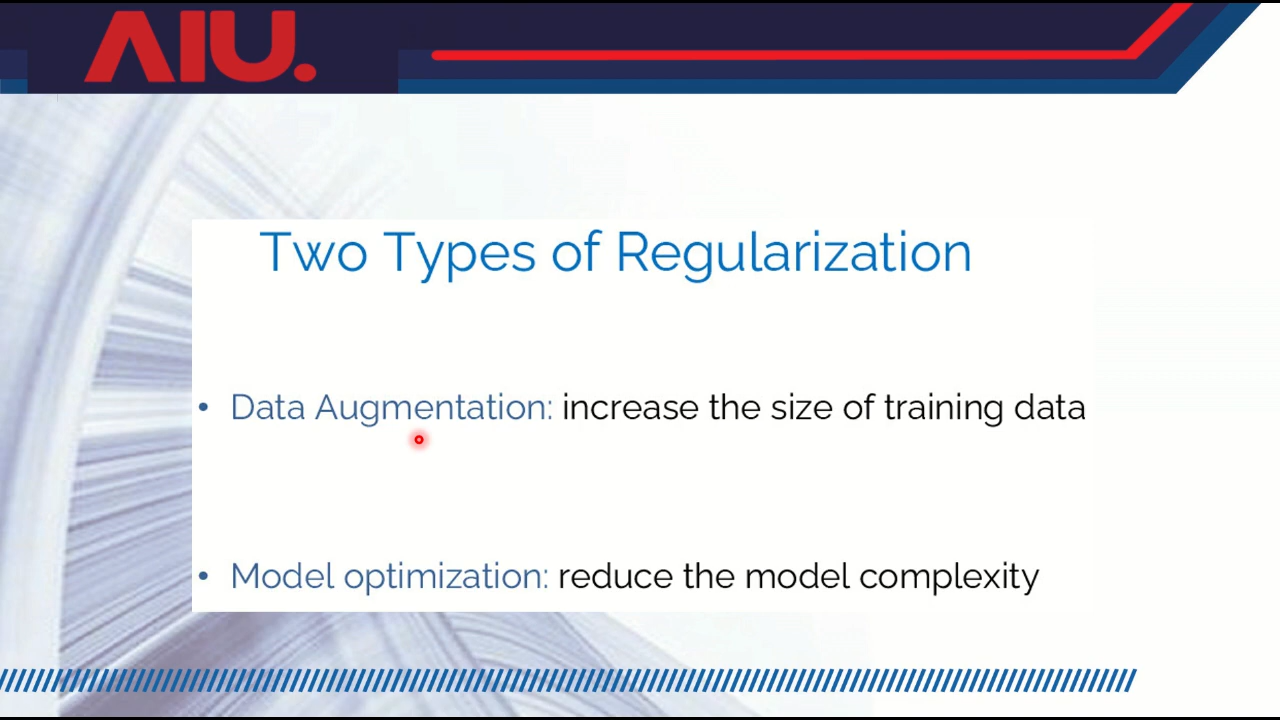 AIU.
Two Types of Regularization
• Data Augmentation: increase the size of training data
• Model optimization: reduce the model complexity